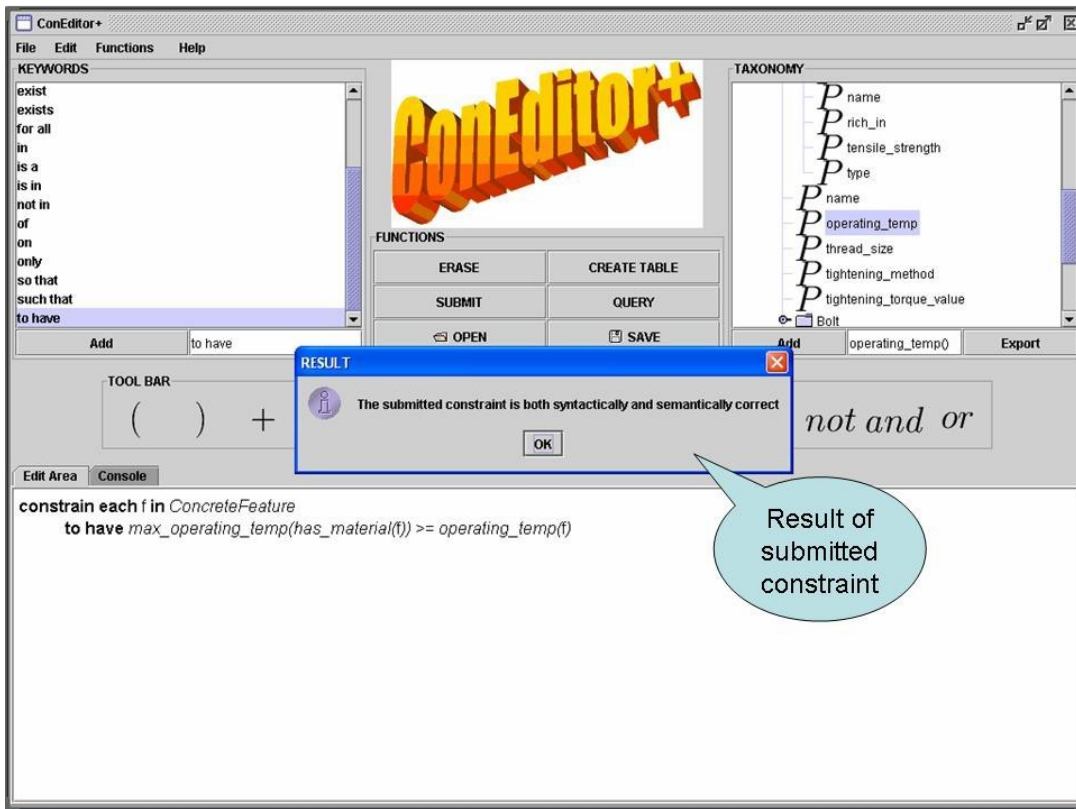 ConEditor+
File Edit Functions Help
KEYWORDS
exist
exists
for all
in
is a
is in
not in
of
on
only
so that
such that
to have
Add to have
ConEditor+
FUNCTIONS
ERASE CREATE TABLE
SUBMIT QUERY
OPEN SAVE
TAXONOMY
P name
P rich_in
P tensile_strength
P type
P name
P operating_temp
P thread_size
P tightening_method
P tightening_torque_value
Bolt
Add operating_temp() Export
TOOL BAR
( ) + not and or
RESULT
The submitted constraint is both syntactically and semantically correct
OK
Edit Area Console
constrain each f in ConcreteFeature
to have max_operating_temp(has_material(f)) >= operating_temp(f)
Result of
submitted
constraint